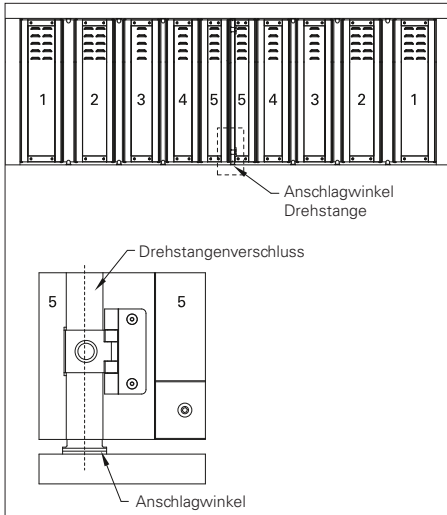 1 2 3 4 5 5 4 3 2 1
Anschlagwinkel
Drehstange
Drehstangenverschluss
5 5
Anschlagwinkel